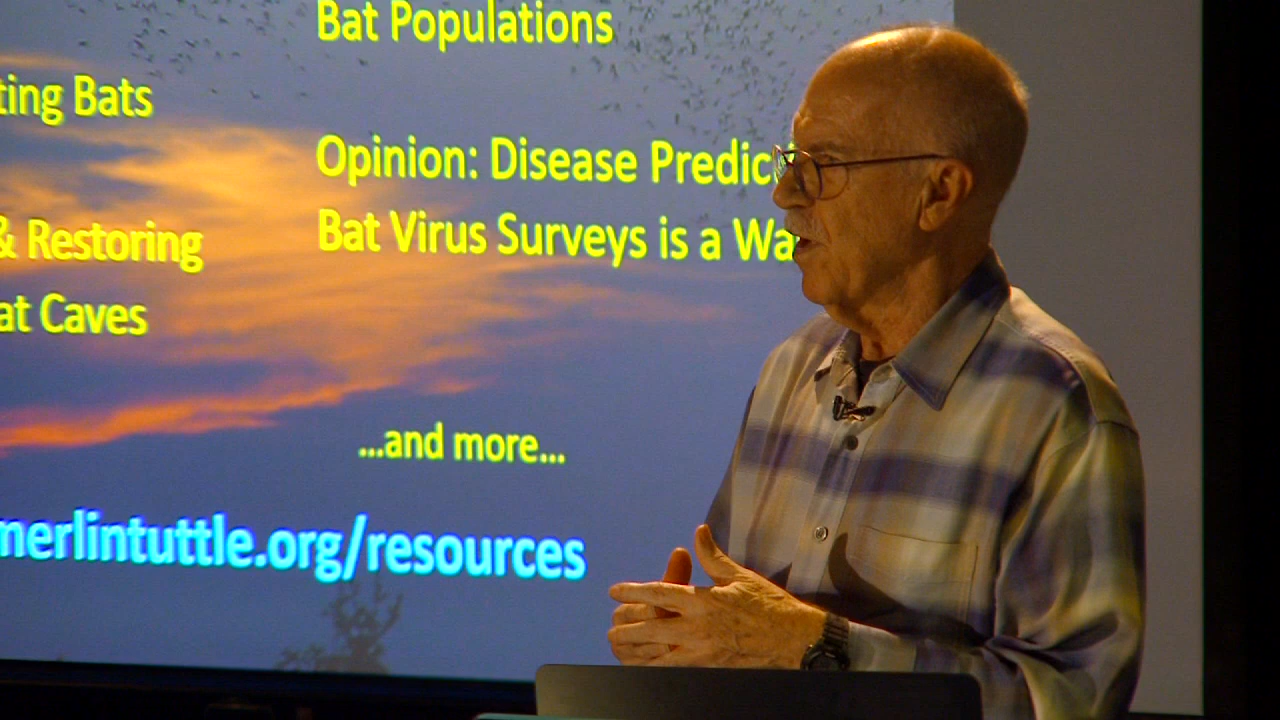 Bat Populations
ting Bats
Opinion: Disease Predic
Bat Virus Surveys is a Wa
& Restoring
at Caves
...and more...
merlintuttle.org/resources